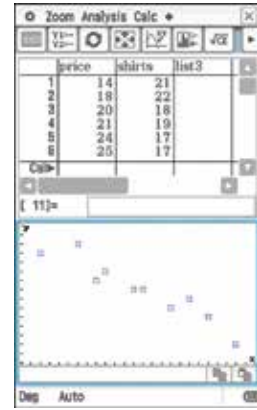 Zoom Analysis Calc
price shirts list3
1 14 21
2 18 22
3 20 18
4 21 19
5 24 17
6 25 17
Cal
[ 11]=
y
x
Deg Auto